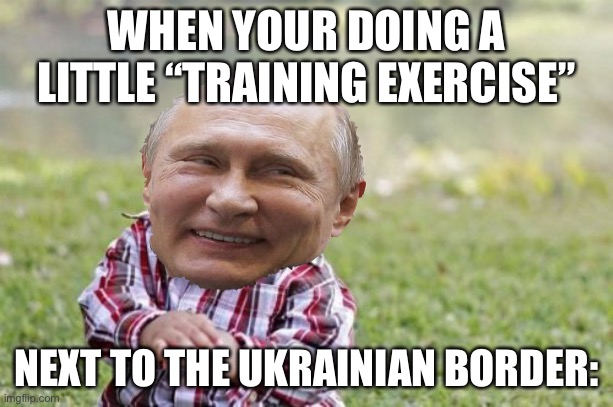 WHEN YOUR DOING A
LITTLE “TRAINING EXERCISE”
NEXT TO THE UKRAINIAN BORDER:
imgflip.com